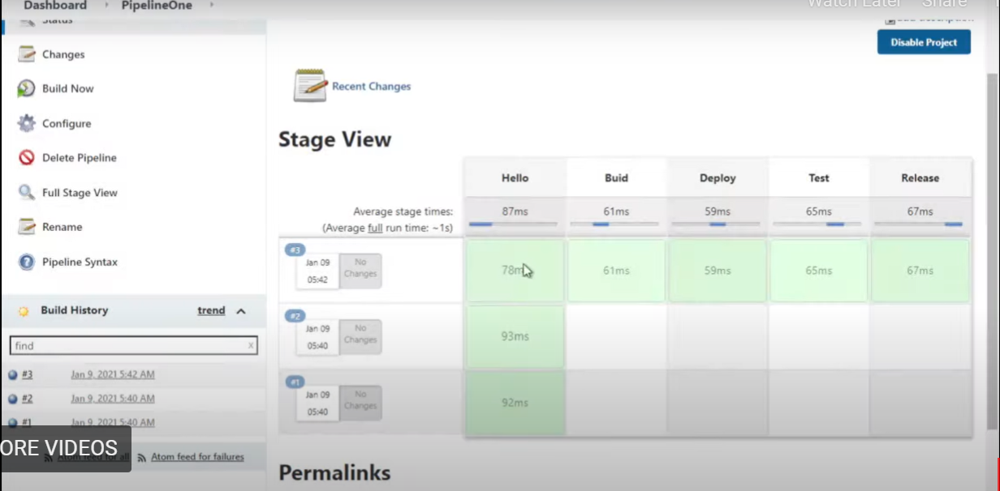 Dashboard › PipelineOne ›
Watch Later Share
Status
Changes
Build Now
Configure
Delete Pipeline
Full Stage View
Rename
Pipeline Syntax
Build History trend
find x
#3 Jan 9, 2021 5:42 AM
#2 Jan 9, 2021 5:40 AM
#1 Jan 9, 2021 5:40 AM
ORE VIDEOS
Atom feed for all Atom feed for failures
Disable Project
Recent Changes
Stage View
Hello Buid Deploy Test Release
Average stage times: 87ms 61ms 59ms 65ms 67ms
(Average full run time: ~1s)
#3
Jan 09
05:42
No
Changes
78m 61ms 59ms 65ms 67ms
#2
Jan 09
05:40
No
Changes
93ms
#1
Jan 09
05:40
No
Changes
92ms
Permalinks